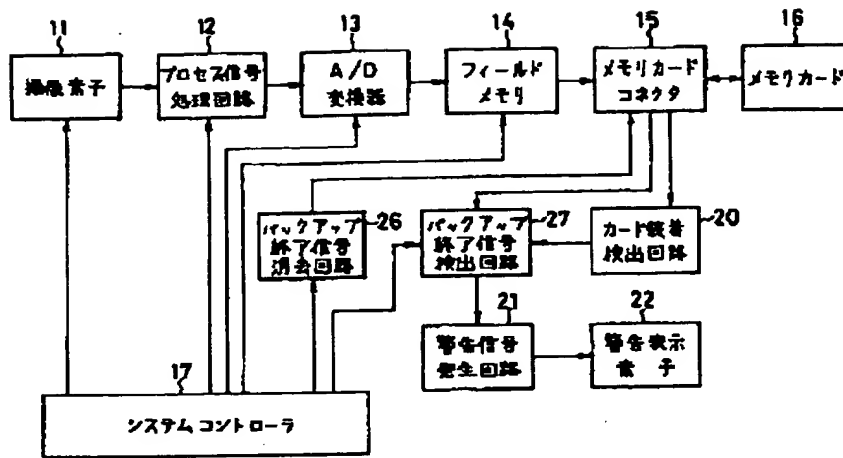 11
撮像素子
12
プロセス信号
処理回路
13
A/D
変換器
14
フィールド
メモリ
15
メモリカード
コネクタ
16
メモクカード
バックアップ
終了信号
消去回路
26
バックアップ
終了信号
検出回路
27
カード装着
検出回路
20
21
警告信号
発生回路
22
警告表示
素子
17
システムコントローラ